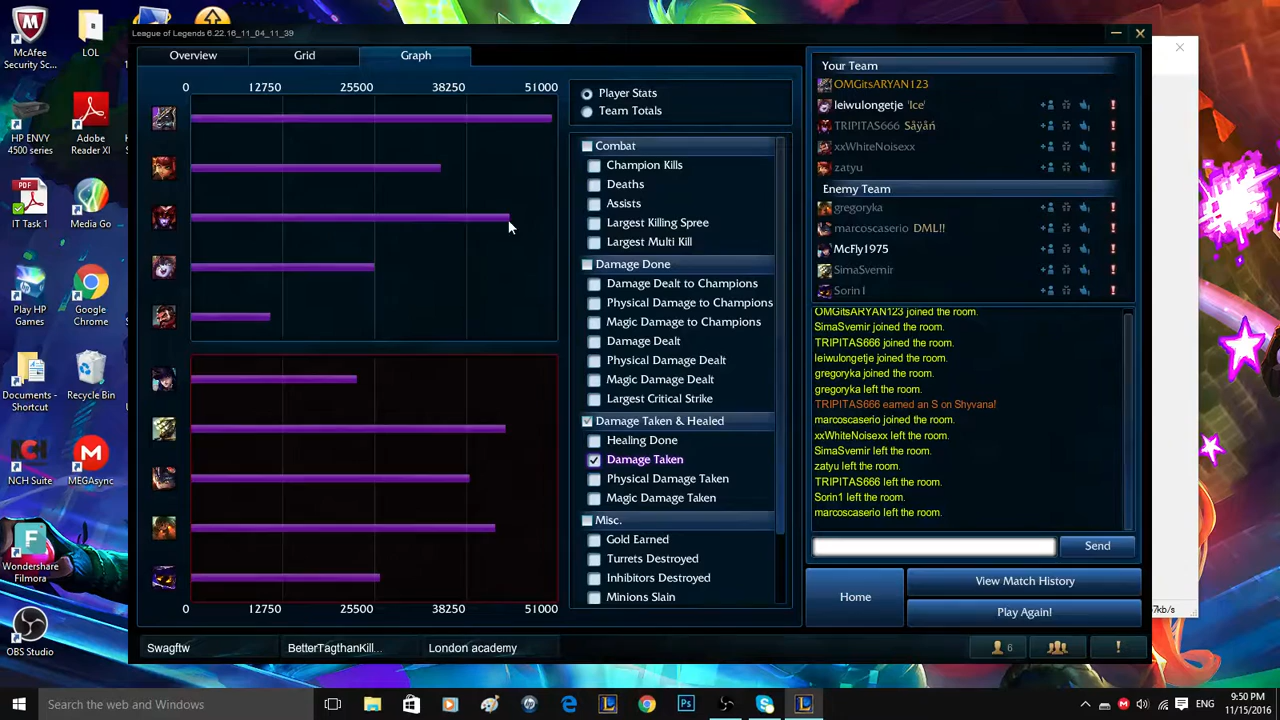 McAfee
Security Sc...
LOL
HP ENVY
4500 series
Adobe
Reader XI
IT Task 1
Media Go
Play HP
Games
Google
Chrome
Documents -
Shortcut
Recycle Bin
NCH Suite
MEGAsync
Wondershare
Filmora
OBS Studio
League of Legends 6.22.16_11_04_11_39
Overview
Grid
Graph
0 12750 25500 38250 51000
0 12750 25500 38250 51000
Player Stats
Team Totals
Combat
Champion Kills
Deaths
Assists
Largest Killing Spree
Largest Multi Kill
Damage Done
Damage Dealt to Champions
Physical Damage to Champions
Magic Damage to Champions
Damage Dealt
Physical Damage Dealt
Magic Damage Dealt
Largest Critical Strike
Damage Taken & Healed
Healing Done
Damage Taken
Physical Damage Taken
Magic Damage Taken
Misc.
Gold Earned
Turrets Destroyed
Inhibitors Destroyed
Minions Slain
Your Team
OMGitsARYAN123
leiwulongetje 'Ice'
TRIPITAS666 Såÿåń
xxWhiteNoisexx
zatyu
Enemy Team
gregoryka
marcoscaserio DML!!
McFly1975
SimaSvemir
Sorin1
OMGitsARYAN123 joined the room.
SimaSvemir joined the room.
TRIPITAS666 joined the room.
leiwulongetje joined the room.
gregoryka joined the room.
gregoryka left the room.
TRIPITAS666 earned an S on Shyvana!
marcoscaserio joined the room.
xxWhiteNoisexx left the room.
SimaSvemir left the room.
zatyu left the room.
TRIPITAS666 left the room.
Sorin1 left the room.
marcoscaserio left the room.
Send
Home
View Match History
Play Again!
Swagftw
BetterTagthanKill...
London academy
6
7kb/s
Search the web and Windows
ENG
9:50 PM
11/15/2016